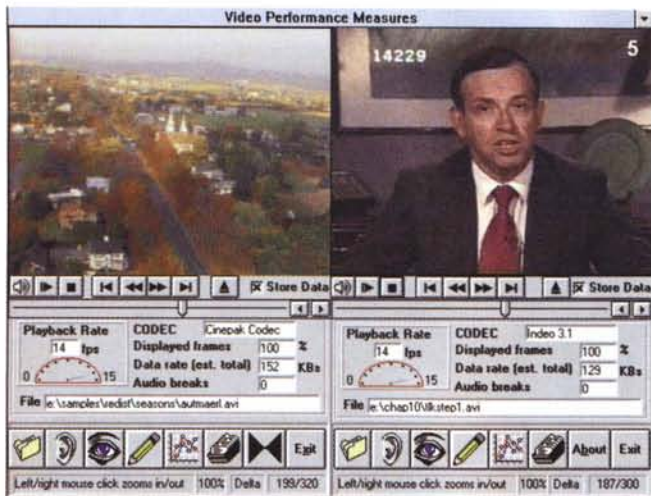 Video Performance Measures
14229
5
Store Data
Store Data
Playback Rate
14 fps
0 15
CODEC Cinepak Codec
Displayed frames 100 %
Data rate (est. total) 152 KBs
Audio breaks 0
File e:\samples\redist\seasons\autmaerl.avi
Playback Rate
14 fps
0 15
CODEC Indeo 3.1
Displayed frames 100 %
Data rate (est. total) 129 KBs
Audio breaks 0
File e:\chap10\tlkstep1.avi
Exit
About Exit
Left/right mouse click zooms in/out 100% Delta 199/320
Left/right mouse click zooms in/out 100% Delta 187/300